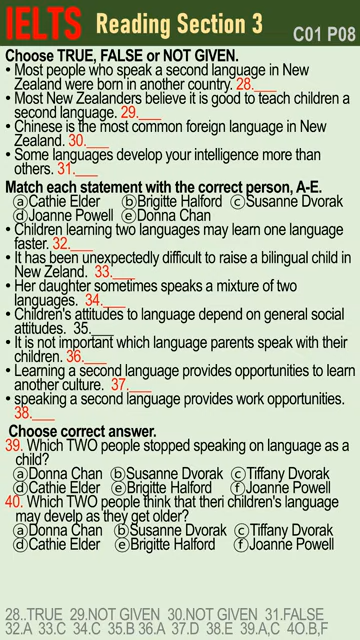 IELTS Reading Section 3 C01 P08
Choose TRUE, FALSE or NOT GIVEN.
• Most people who speak a second language in New
Zealand were born in another country. 28.___
• Most New Zealanders believe it is good to teach children a
second language. 29.___
• Chinese is the most common foreign language in New
Zealand. 30.___
• Some languages develop your intelligence more than
others. 31.___
Match each statement with the correct person, A-E.
ⓐCathie Elder ⓑBrigitte Halford ⓒSusanne Dvorak
ⓓJoanne Powell ⓔDonna Chan
• Children learning two languages may learn one language
faster. 32.___
• It has been unexpectedly difficult to raise a bilingual child in
New Zeland. 33.___
• Her daughter sometimes speaks a mixture of two
languages. 34.___
• Children's attitudes to language depend on general social
attitudes. 35.___
• It is not important which language parents speak with their
children. 36.___
• Learning a second language provides opportunities to learn
another culture. 37.___
• speaking a second language provides work opportunities.
38.___
Choose correct answer.
39. Which TWO people stopped speaking on language as a
child?
ⓐDonna Chan ⓑSusanne Dvorak ⓒTiffany Dvorak
ⓓCathie Elder ⓔBrigitte Halford ⓕJoanne Powell
40. Which TWO people think that theri children's language
may develp as they get older?
ⓐDonna Chan ⓑSusanne Dvorak ⓒTiffany Dvorak
ⓓCathie Elder ⓔBrigitte Halford ⓕJoanne Powell
28..TRUE 29.NOT GIVEN 30.NOT GIVEN 31.FALSE
32.A 33.C 34.C 35.B 36.A 37.D 38.E 39.A,C 4O.B,F